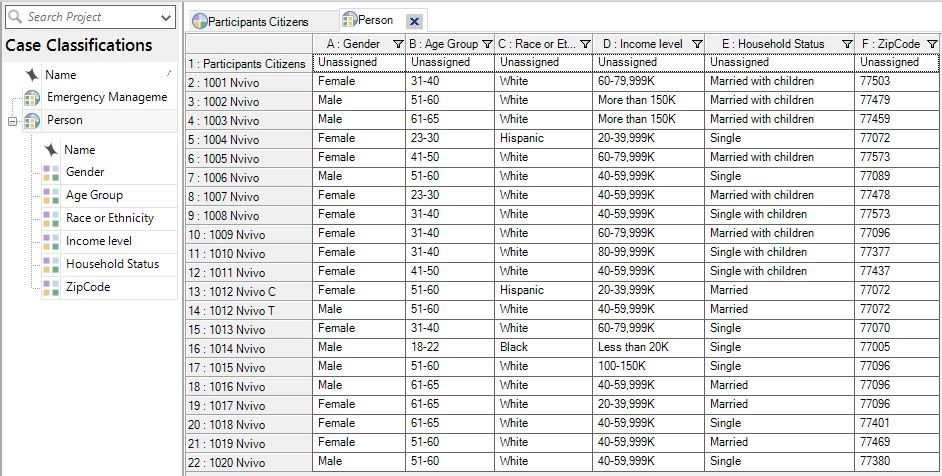 Search Project
Case Classifications
Name
Emergency Manageme
Person
Name
Gender
Age Group
Race or Ethnicity
Income level
Household Status
ZipCode
Participants Citizens Person
A : Gender B : Age Group C : Race or Et... D : Income level E : Household Status F : ZipCode
1 : Participants Citizens Unassigned Unassigned Unassigned Unassigned Unassigned Unassigned
2 : 1001 Nvivo Female 31-40 White 60-79,999K Married with children 77503
3 : 1002 Nvivo Male 51-60 White More than 150K Married with children 77479
4 : 1003 Nvivo Male 61-65 White More than 150K Married with children 77459
5 : 1004 Nvivo Female 23-30 Hispanic 20-39,999K Single 77072
6 : 1005 Nvivo Female 41-50 White 60-79,999K Married with children 77573
7 : 1006 Nvivo Male 51-60 White 40-59,999K Single 77089
8 : 1007 Nvivo Female 23-30 White 40-59,999K Married with children 77478
9 : 1008 Nvivo Female 31-40 White 40-59,999K Single with children 77573
10 : 1009 Nvivo Female 31-40 White 60-79,999K Married with children 77096
11 : 1010 Nvivo Female 31-40 White 80-99,999K Single with children 77377
12 : 1011 Nvivo Female 41-50 White 40-59,999K Single with children 77437
13 : 1012 Nvivo C Female 51-60 Hispanic 20-39,999K Married 77072
14 : 1012 Nvivo T Male 51-60 White 40-59,999K Married 77072
15 : 1013 Nvivo Female 31-40 White 60-79,999K Single 77070
16 : 1014 Nvivo Male 18-22 Black Less than 20K Single 77005
17 : 1015 Nvivo Male 51-60 White 100-150K Single 77096
18 : 1016 Nvivo Male 61-65 White 40-59,999K Married 77096
19 : 1017 Nvivo Female 61-65 White 20-39,999K Married 77096
20 : 1018 Nvivo Female 61-65 White 40-59,999K Single 77401
21 : 1019 Nvivo Female 51-60 White 40-59,999K Married 77469
22 : 1020 Nvivo Male 51-60 White 40-59,999K Single 77380